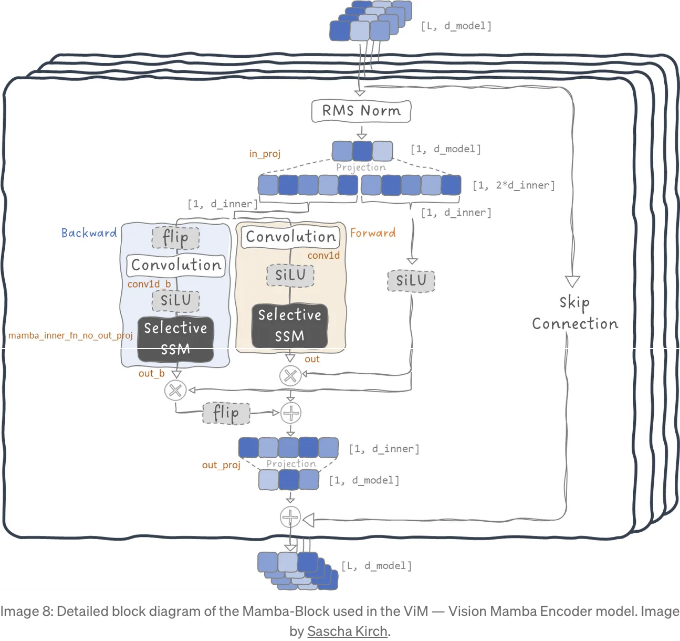 [L, d_model]
RMS Norm
in_proj
[1, d_model]
Projection
[1, 2*d_inner]
[1, d_inner]
[1, d_inner]
Backward
flip
Convolution
Forward
Convolution
conv1d
conv1d_b
SiLU
SiLU
SiLU
Skip
Connection
mamba_inner_fn_no_out_proj
Selective
SSM
Selective
SSM
out
out_b
flip
[1, d_inner]
out_proj
Projection
[1, d_model]
[L, d_model]
Image 8: Detailed block diagram of the Mamba-Block used in the ViM — Vision Mamba Encoder model. Image
by Sascha Kirch.